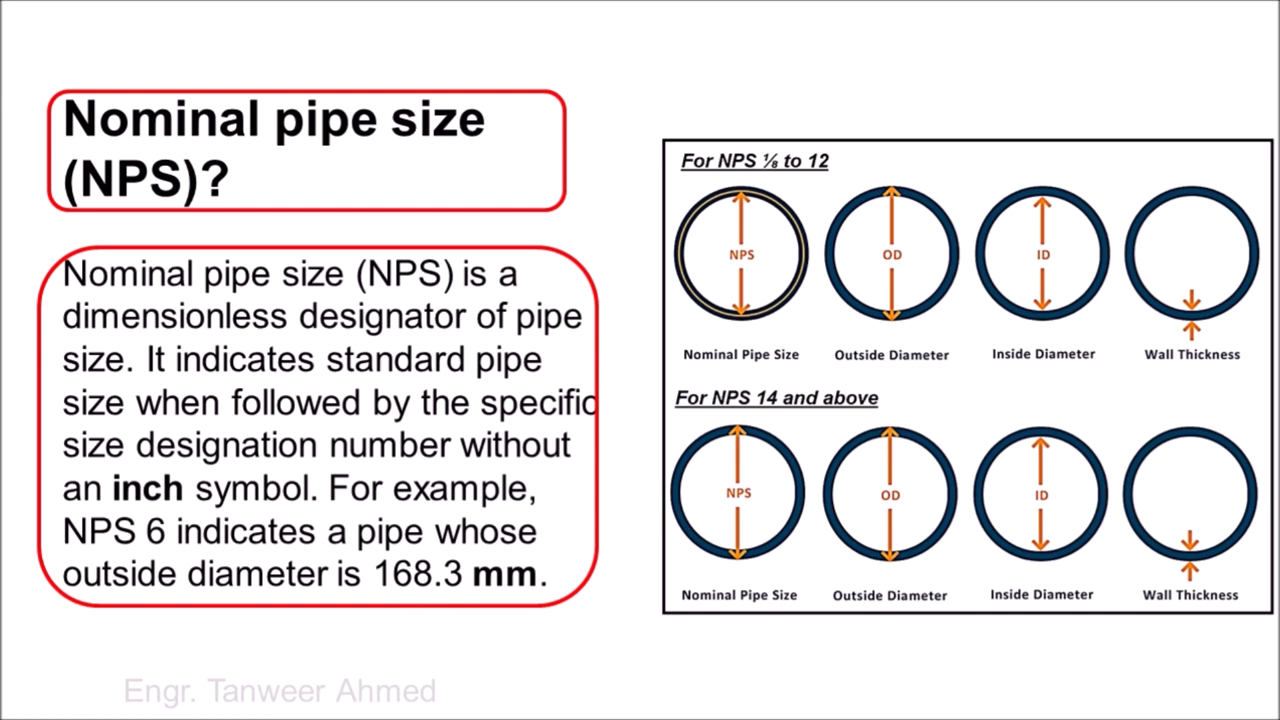 Nominal pipe size
(NPS)?
Nominal pipe size (NPS) is a
dimensionless designator of pipe
size. It indicates standard pipe
size when followed by the specific
size designation number without
an inch symbol. For example,
NPS 6 indicates a pipe whose
outside diameter is 168.3 mm.
For NPS ⅛ to 12
NPS
OD
ID
Nominal Pipe Size
Outside Diameter
Inside Diameter
Wall Thickness
For NPS 14 and above
NPS
OD
ID
Nominal Pipe Size
Outside Diameter
Inside Diameter
Wall Thickness
Engr. Tanweer Ahmed